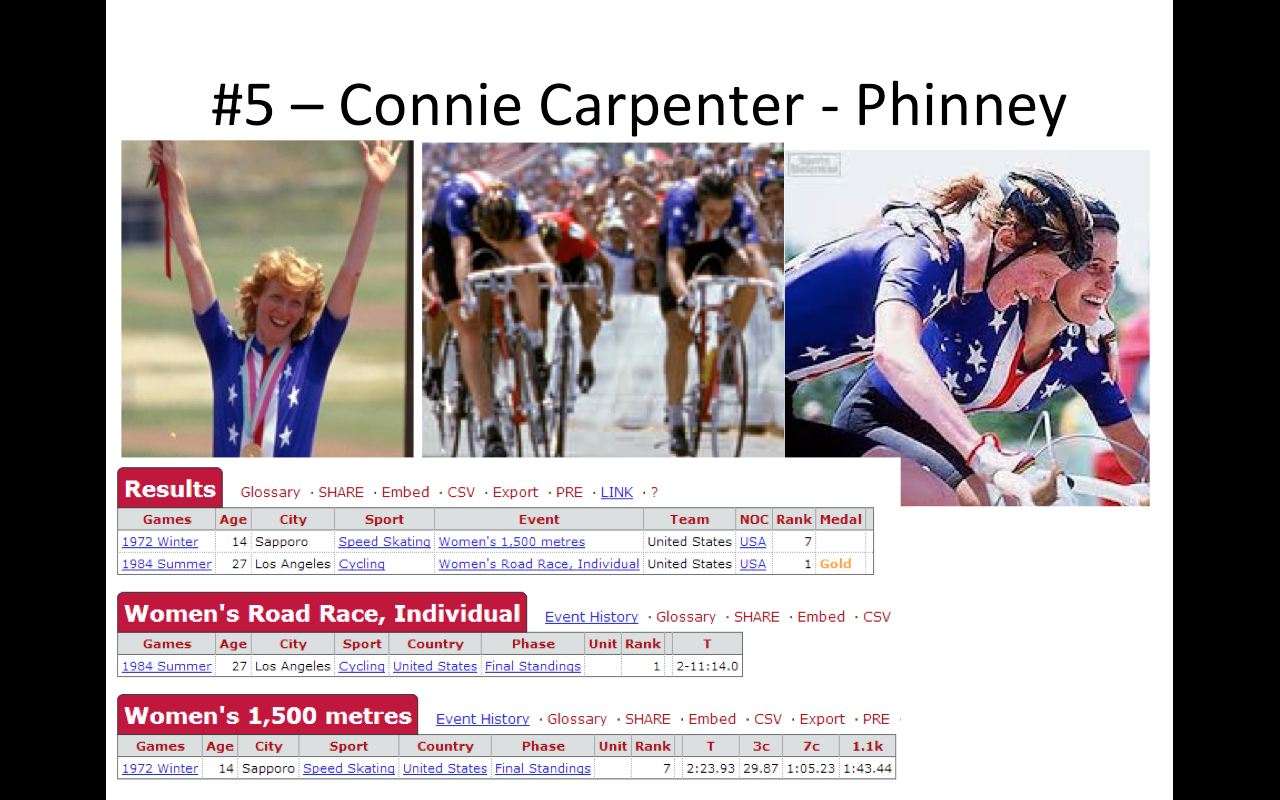 #5 – Connie Carpenter - Phinney
Results Glossary · SHARE · Embed · CSV · Export · PRE · LINK · ?
Games Age City Sport Event Team NOC Rank Medal
1972 Winter 14 Sapporo Speed Skating Women's 1,500 metres United States USA 7
1984 Summer 27 Los Angeles Cycling Women's Road Race, Individual United States USA 1 Gold
Women's Road Race, Individual Event History · Glossary · SHARE · Embed · CSV
Games Age City Sport Country Phase Unit Rank T
1984 Summer 27 Los Angeles Cycling United States Final Standings 1 2-11:14.0
Women's 1,500 metres Event History · Glossary · SHARE · Embed · CSV · Export · PRE ·
Games Age City Sport Country Phase Unit Rank T 3c 7c 1.1k
1972 Winter 14 Sapporo Speed Skating United States Final Standings 7 2:23.93 29.87 1:05.23 1:43.44